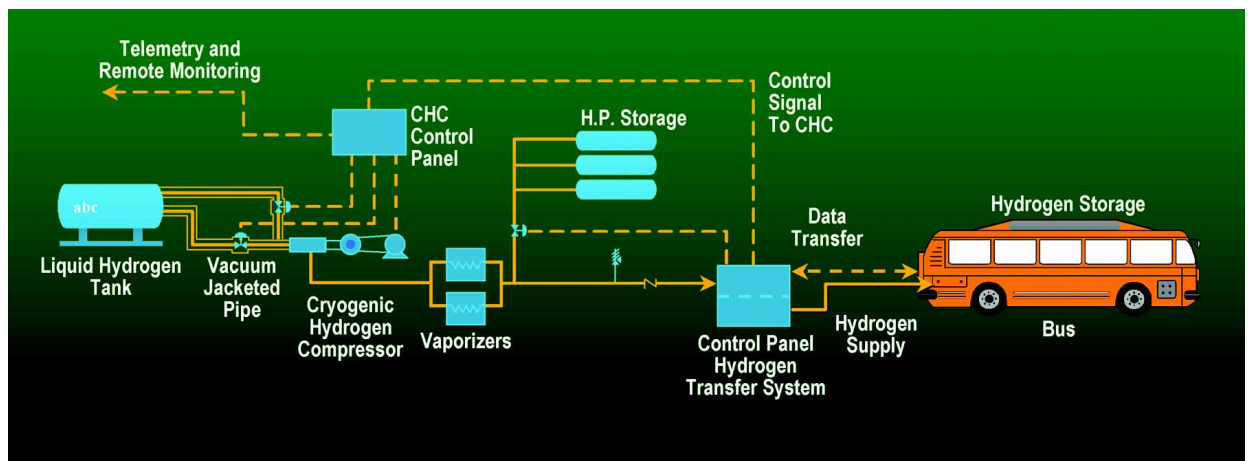 Telemetry and
Remote Monitoring
CHC
Control
Panel
H.P. Storage
Control
Signal
To CHC
abc
Liquid Hydrogen
Tank
Vacuum
Jacketed
Pipe
Cryogenic
Hydrogen
Compressor
Vaporizers
Control Panel
Hydrogen
Transfer System
Data
Transfer
Hydrogen
Supply
Hydrogen Storage
Bus